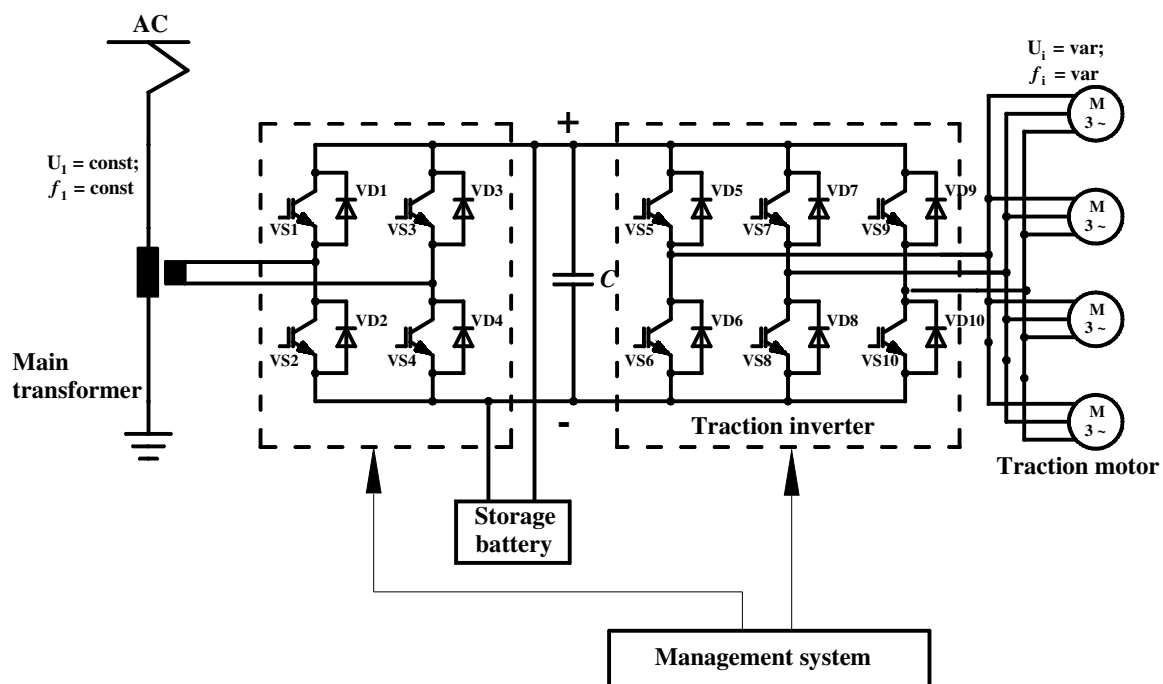 AC
U1 = const;
f1 = const
Main
transformer
VD1
VD3
VS1
VS3
VD2
VD4
VS2
VS4
+
C
-
Storage
battery
VD5
VD7
VD9
VS5
VS7
VS9
VD6
VD8
VD10
VS6
VS8
VS10
Traction inverter
Ui = var;
fi = var
M
3 ~
M
3 ~
M
3 ~
M
3 ~
Traction motor
Management system